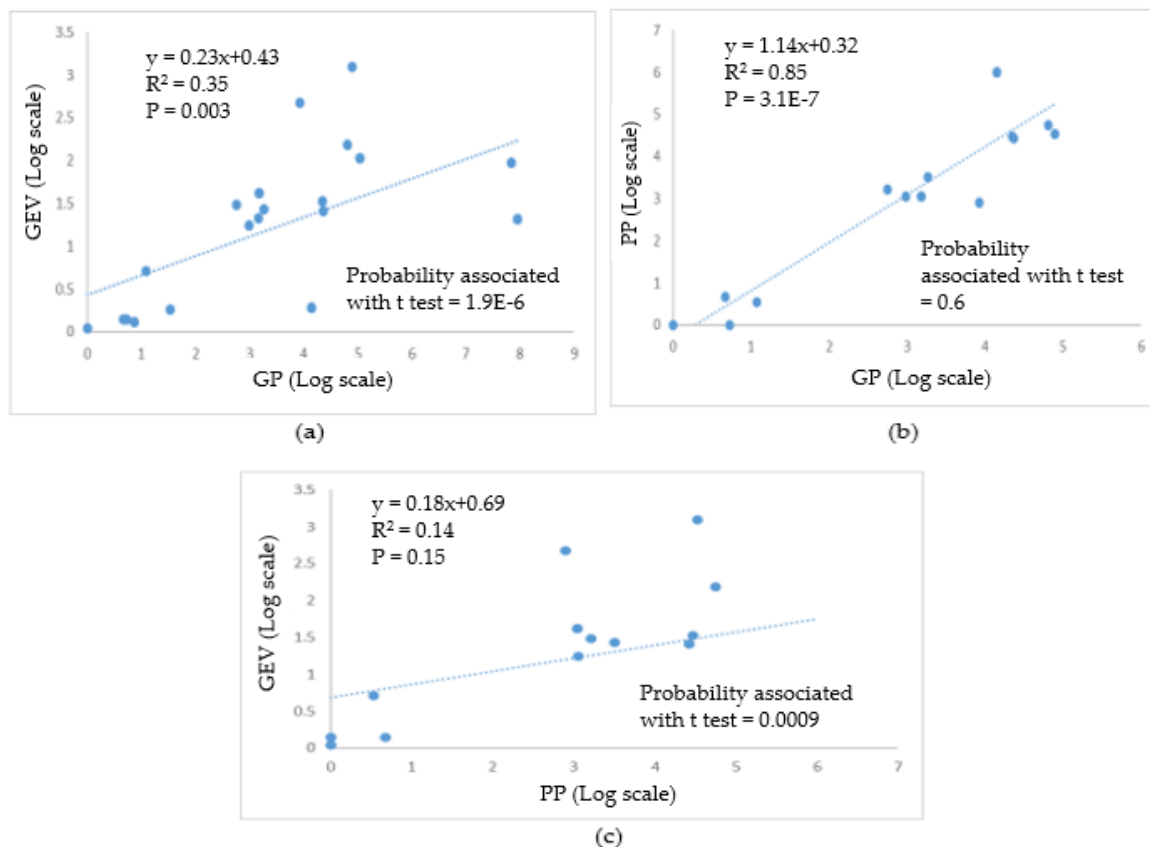 y = 0.23x+0.43
R² = 0.35
P = 0.003
GEV (Log scale)
3.5
3
2.5
2
1.5
1
0.5
0
Probability associated
with t test = 1.9E-6
0 1 2 3 4 5 6 7 8 9
GP (Log scale)
(a)
y = 1.14x+0.32
R² = 0.85
P = 3.1E-7
PP (Log scale)
7
6
5
4
3
2
1
0
Probability
associated with t test
= 0.6
0 1 2 3 4 5 6
GP (Log scale)
(b)
y = 0.18x+0.69
R² = 0.14
P = 0.15
GEV (Log scale)
3.5
3
2.5
2
1.5
1
0.5
0
Probability associated
with t test = 0.0009
0 1 2 3 4 5 6 7
PP (Log scale)
(c)